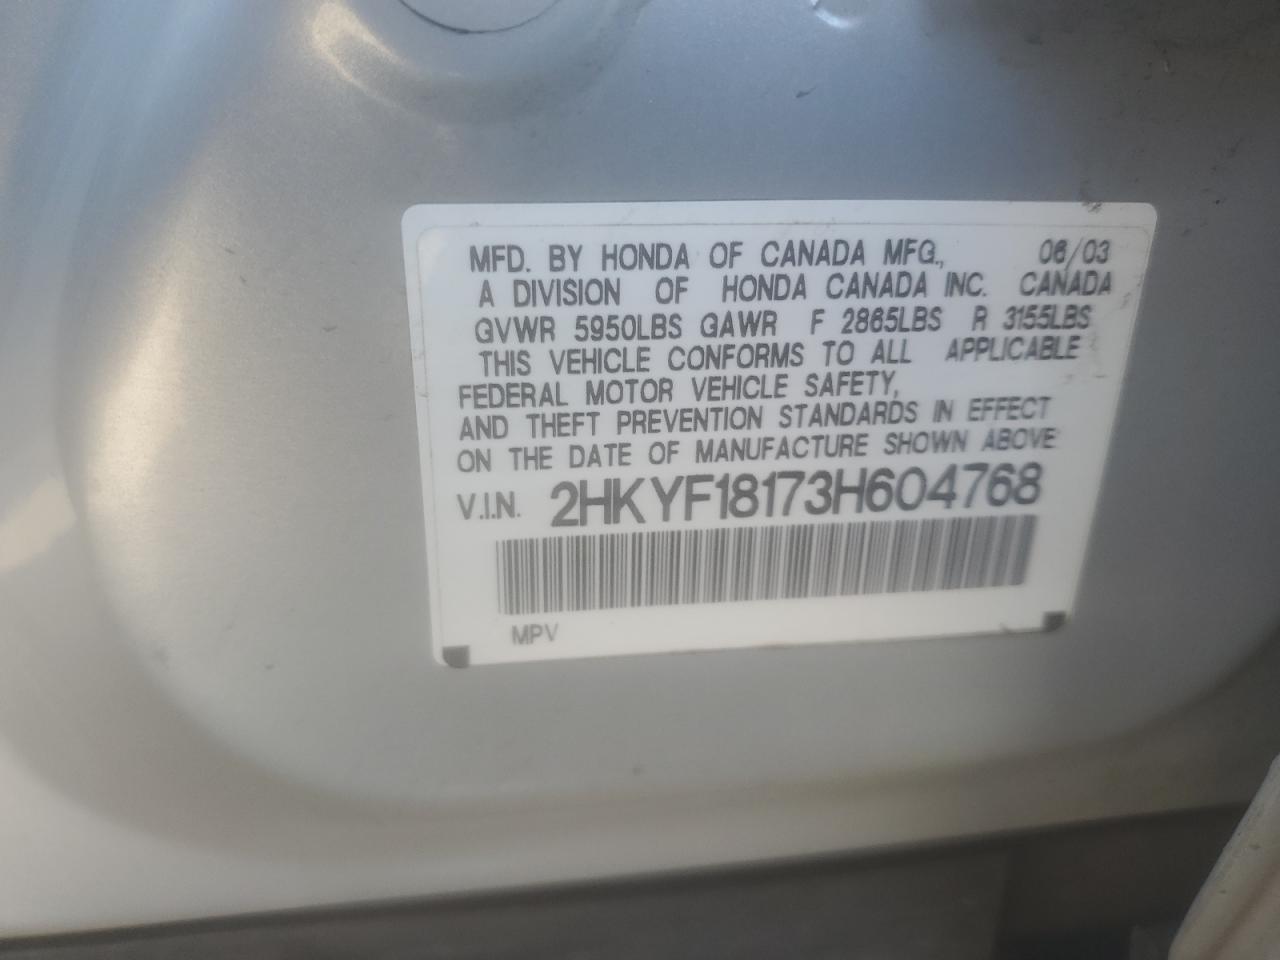 MFD. BY HONDA OF CANADA MFG., 06/03
A DIVISION OF HONDA CANADA INC. CANADA
GVWR 5950LBS GAWR F 2865LBS R 3155LBS
THIS VEHICLE CONFORMS TO ALL APPLICABLE
FEDERAL MOTOR VEHICLE SAFETY,
AND THEFT PREVENTION STANDARDS IN EFFECT
ON THE DATE OF MANUFACTURE SHOWN ABOVE
V.I.N. 2HKYF18173H604768
MPV